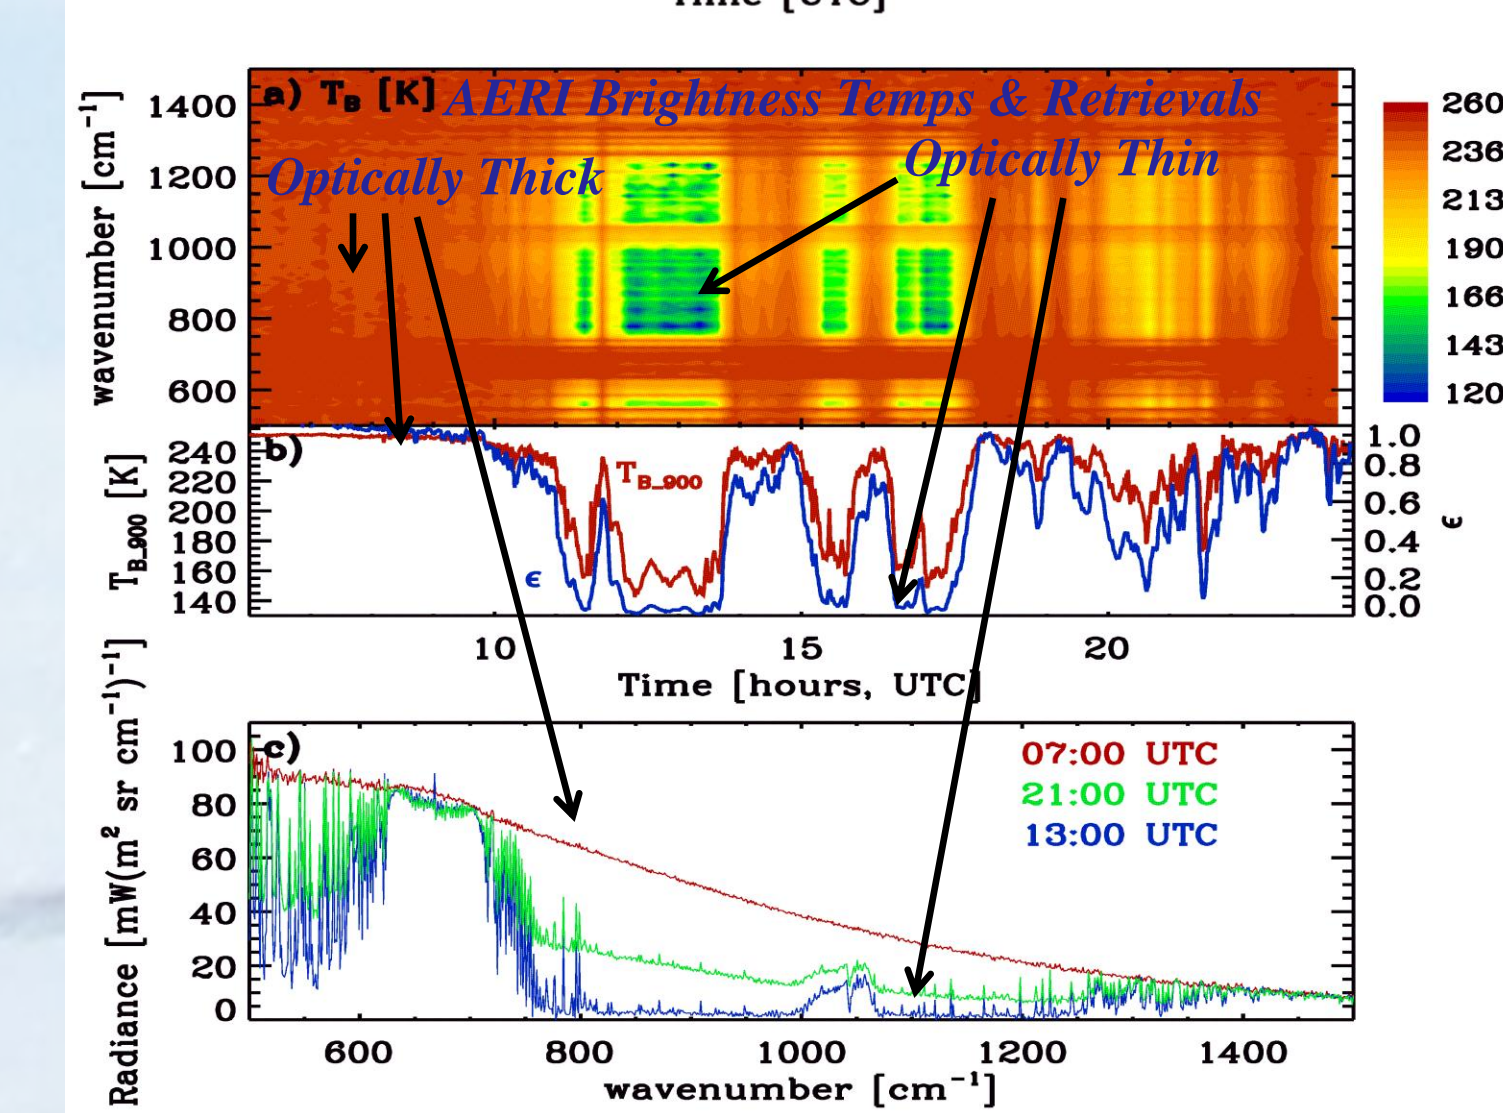 Time [UTC]
a) T_B [K]
AERI Brightness Temps & Retrievals
Optically Thick
Optically Thin
wavenumber [cm⁻¹]
1400
1200
1000
800
600
260
236
213
190
166
143
120
b)
T_B_900 [K]
240
220
200
180
160
140
T_B_900
ϵ
1.0
0.8
0.6
0.4
0.2
0.0
ϵ
10 15 20
Time [hours, UTC]
c)
Radiance [mW(m² sr cm⁻¹)⁻¹]
100
80
60
40
20
0
07:00 UTC
21:00 UTC
13:00 UTC
600 800 1000 1200 1400
wavenumber [cm⁻¹]